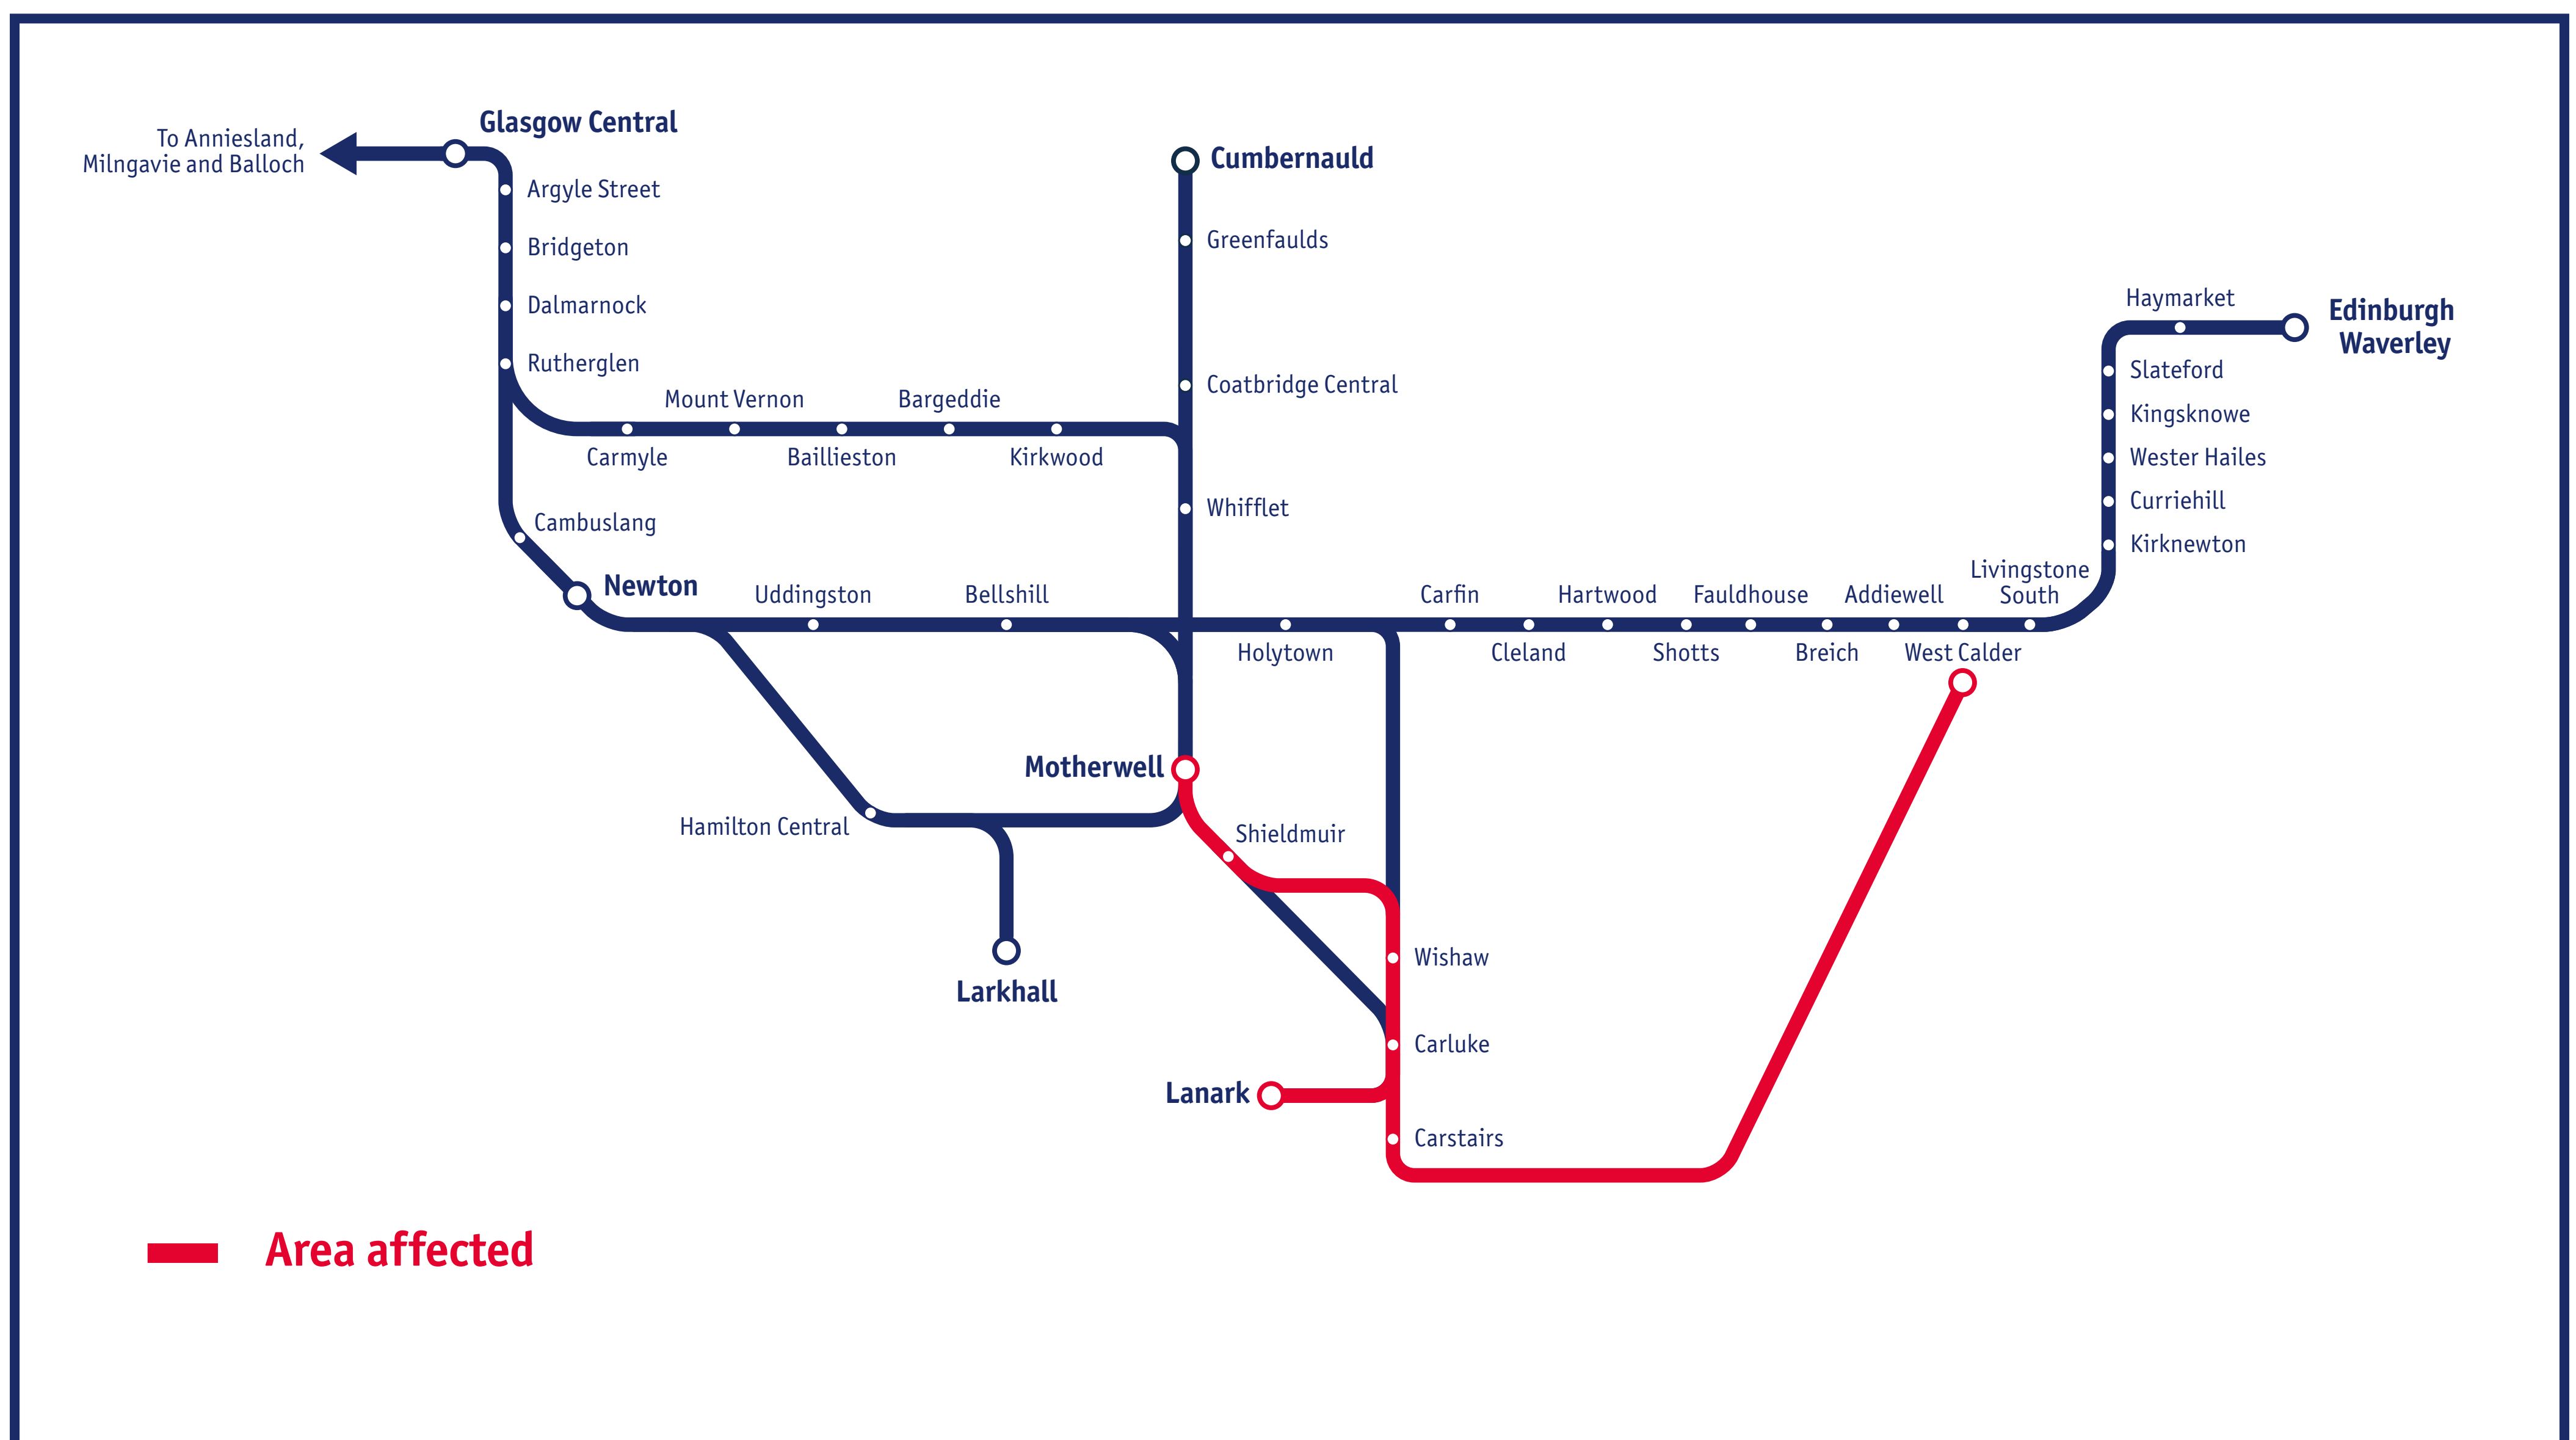 Glasgow Central
To Anniesland,
Milngavie and Balloch
Argyle Street
Bridgeton
Dalmarnock
Rutherglen
Mount Vernon
Bargeddie
Carmyle
Baillieston
Kirkwood
Cambuslang
Newton
Uddingston
Bellshill
Cumbernauld
Greenfaulds
Coatbridge Central
Whifflet
Holytown
Carfin
Hartwood
Fauldhouse
Addiewell
Livingstone
South
Cleland
Shotts
Breich
West Calder
Haymarket
Edinburgh
Waverley
Slateford
Kingsknowe
Wester Hailes
Curriehill
Kirknewton
Motherwell
Hamilton Central
Shieldmuir
Larkhall
Wishaw
Carluke
Lanark
Carstairs
Area affected